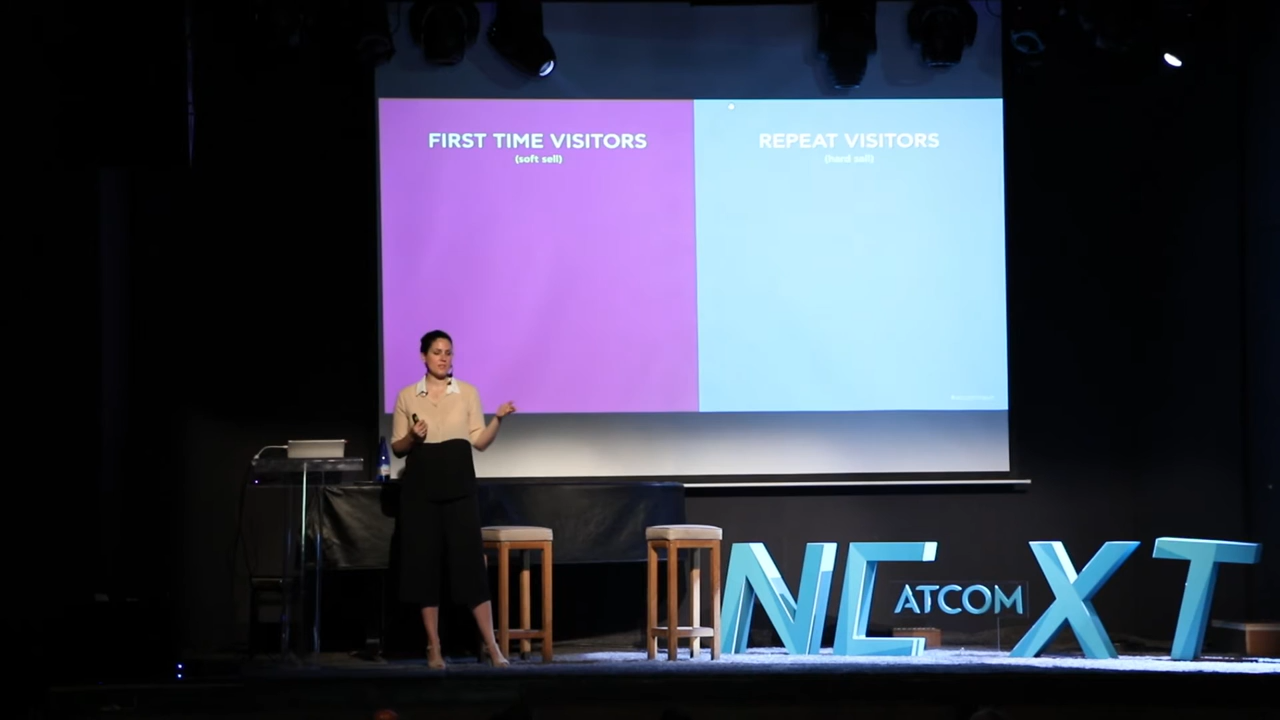 FIRST TIME VISITORS
(soft sell)
REPEAT VISITORS
(hard sell)
NEXT
ATCOM